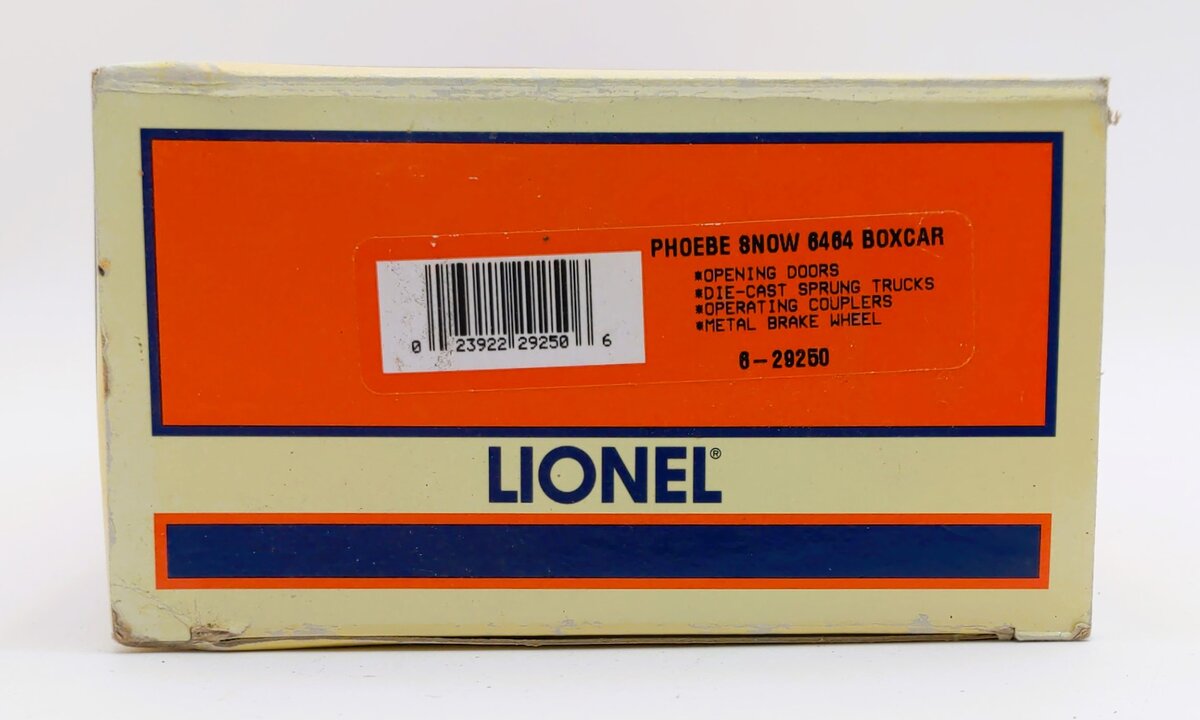 PHOEBE SNOW 6464 BOXCAR
*OPENING DOORS
*DIE-CAST SPRUNG TRUCKS
*OPERATING COUPLERS
*METAL BRAKE WHEEL
6-29250
0 23922 29250 6
LIONEL®